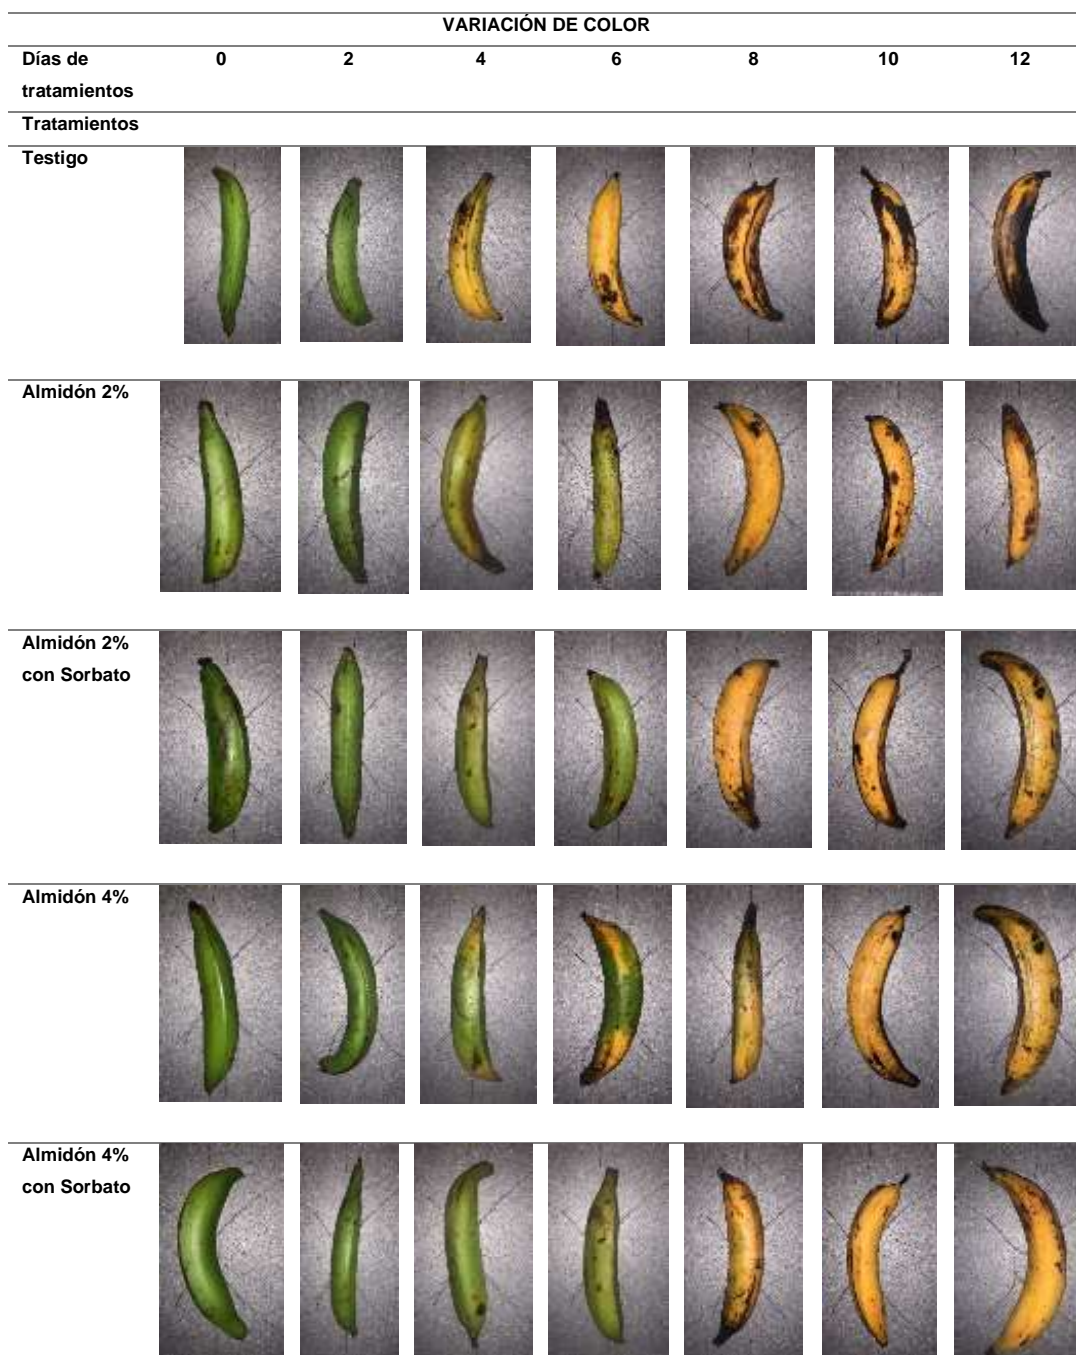 VARIACIÓN DE COLOR
Días de tratamientos 0 2 4 6 8 10 12
Tratamientos
Testigo
Almidón 2%
Almidón 2%
con Sorbato
Almidón 4%
Almidón 4%
con Sorbato